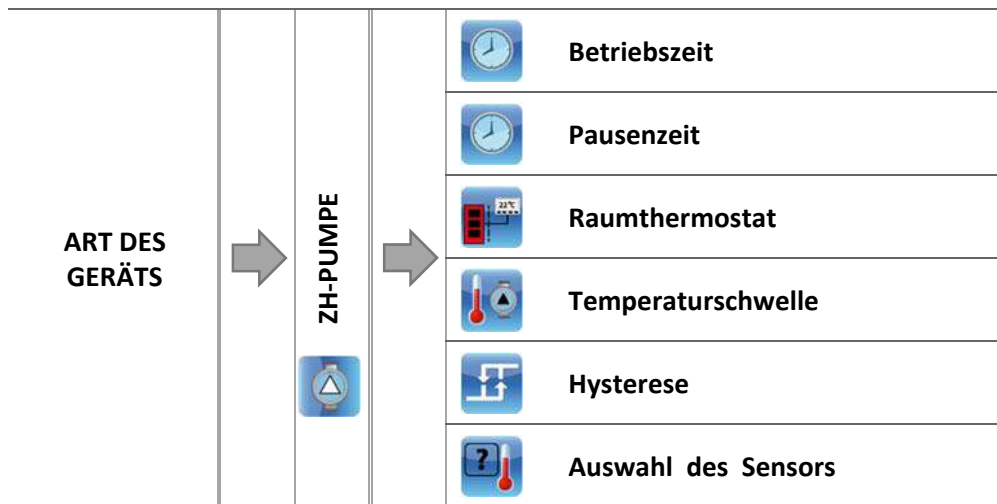 ART DES
GERÄTS
ZH-PUMPE
Betriebszeit
Pausenzeit
22°C
Raumthermostat
Temperaturschwelle
Hysterese
?
Auswahl des Sensors